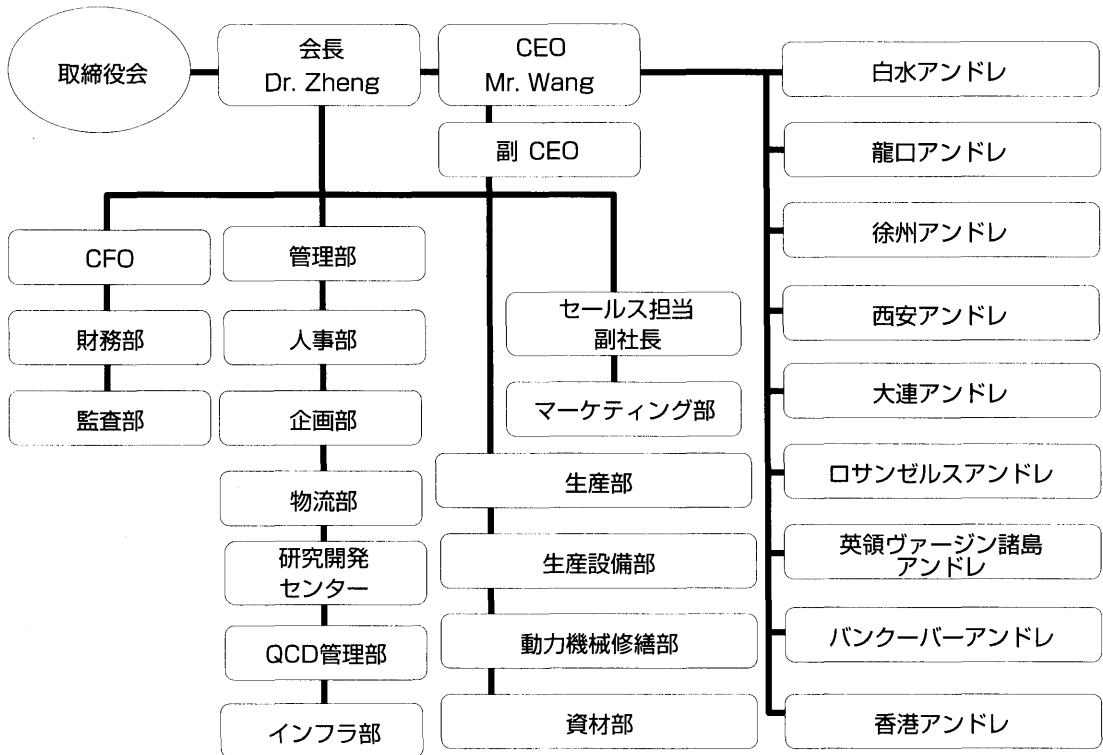 取締役会
会長
Dr. Zheng
CEO
Mr. Wang
副 CEO
CFO
財務部
監査部
管理部
人事部
企画部
物流部
研究開発
センター
QCD管理部
インフラ部
セールス担当
副社長
マーケティング部
生産部
生産設備部
動力機械修繕部
資材部
白水アンドレ
龍口アンドレ
徐州アンドレ
西安アンドレ
大連アンドレ
ロサンゼルスアンドレ
英領ヴァージン諸島
アンドレ
バンクーバーアンドレ
香港アンドレ